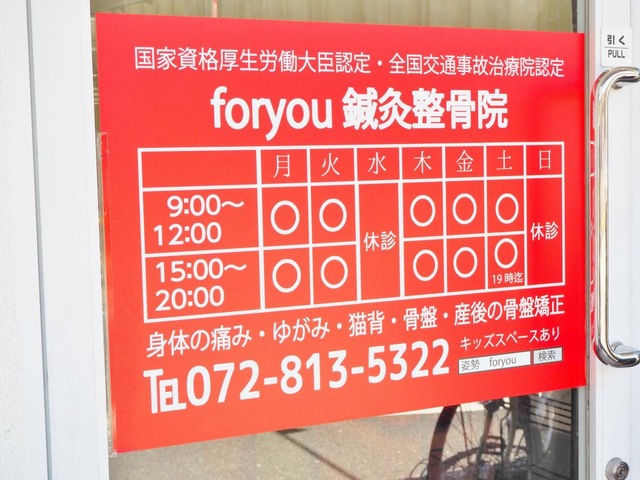 引く
PULL
国家資格厚生労働大臣認定・全国交通事故治療院認定
foryou 鍼灸整骨院
月 火 水 木 金 土 日
9:00〜12:00 ○ ○ 休診 ○ ○ ○ 休診
15:00〜20:00 ○ ○ ○ ○ ○ 19時迄
身体の痛み・ゆがみ・猫背・骨盤・産後の骨盤矯正
TEL072-813-5322
キッズスペースあり
姿勢 foryou 検索